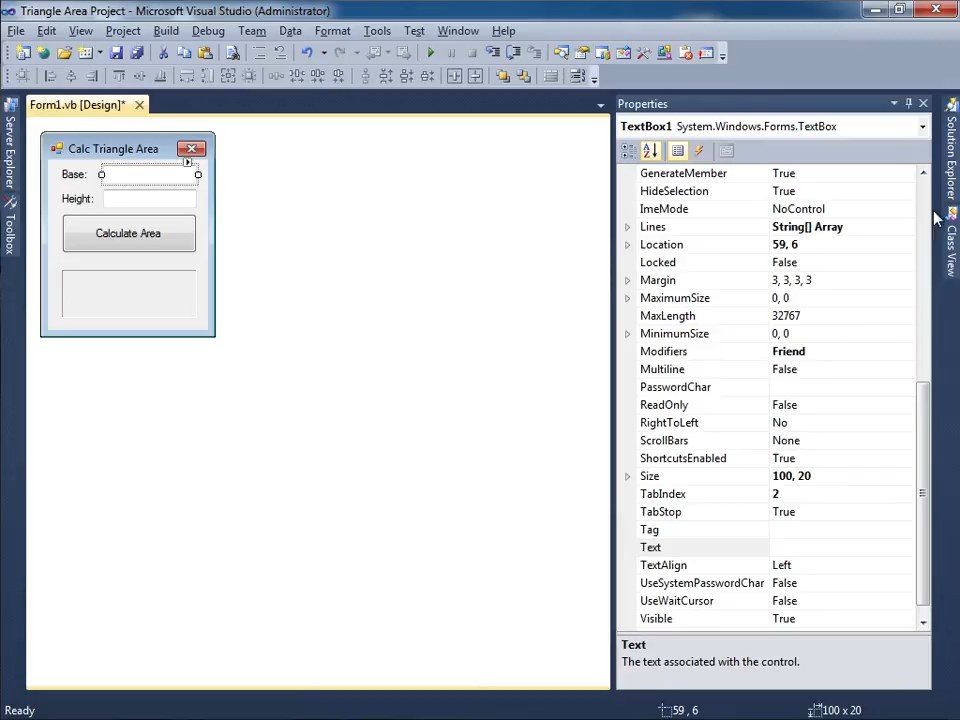 Triangle Area Project - Microsoft Visual Studio (Administrator)
File Edit View Project Build Debug Team Data Format Tools Test Window Help
Form1.vb [Design]*
Server Explorer
Toolbox
Calc Triangle Area
Base:
Height:
Calculate Area
Properties
TextBox1 System.Windows.Forms.TextBox
GenerateMember True
HideSelection True
ImeMode NoControl
Lines String[] Array
Location 59, 6
Locked False
Margin 3, 3, 3, 3
MaximumSize 0, 0
MaxLength 32767
MinimumSize 0, 0
Modifiers Friend
Multiline False
PasswordChar
ReadOnly False
RightToLeft No
ScrollBars None
ShortcutsEnabled True
Size 100, 20
TabIndex 2
TabStop True
Tag
Text
TextAlign Left
UseSystemPasswordChar False
UseWaitCursor False
Visible True
Text
The text associated with the control.
Solution Explorer
Class View
Ready
59 , 6
100 x 20